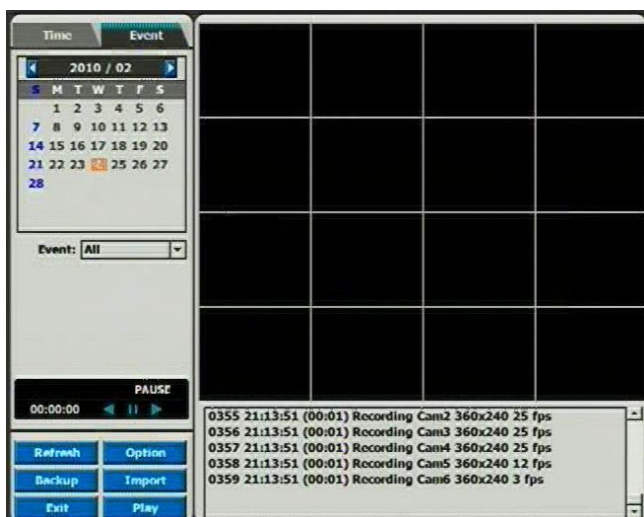 Time Event
2010 / 02
S M T W T F S
1 2 3 4 5 6
7 8 9 10 11 12 13
14 15 16 17 18 19 20
21 22 23 24 25 26 27
28
Event: All
PAUSE
00:00:00
Refresh Option
Backup Import
Exit Play
0355 21:13:51 (00:01) Recording Cam2 360x240 25 fps
0356 21:13:51 (00:01) Recording Cam3 360x240 25 fps
0357 21:13:51 (00:01) Recording Cam4 360x240 25 fps
0358 21:13:51 (00:01) Recording Cam5 360x240 12 fps
0359 21:13:51 (00:01) Recording Cam6 360x240 3 fps